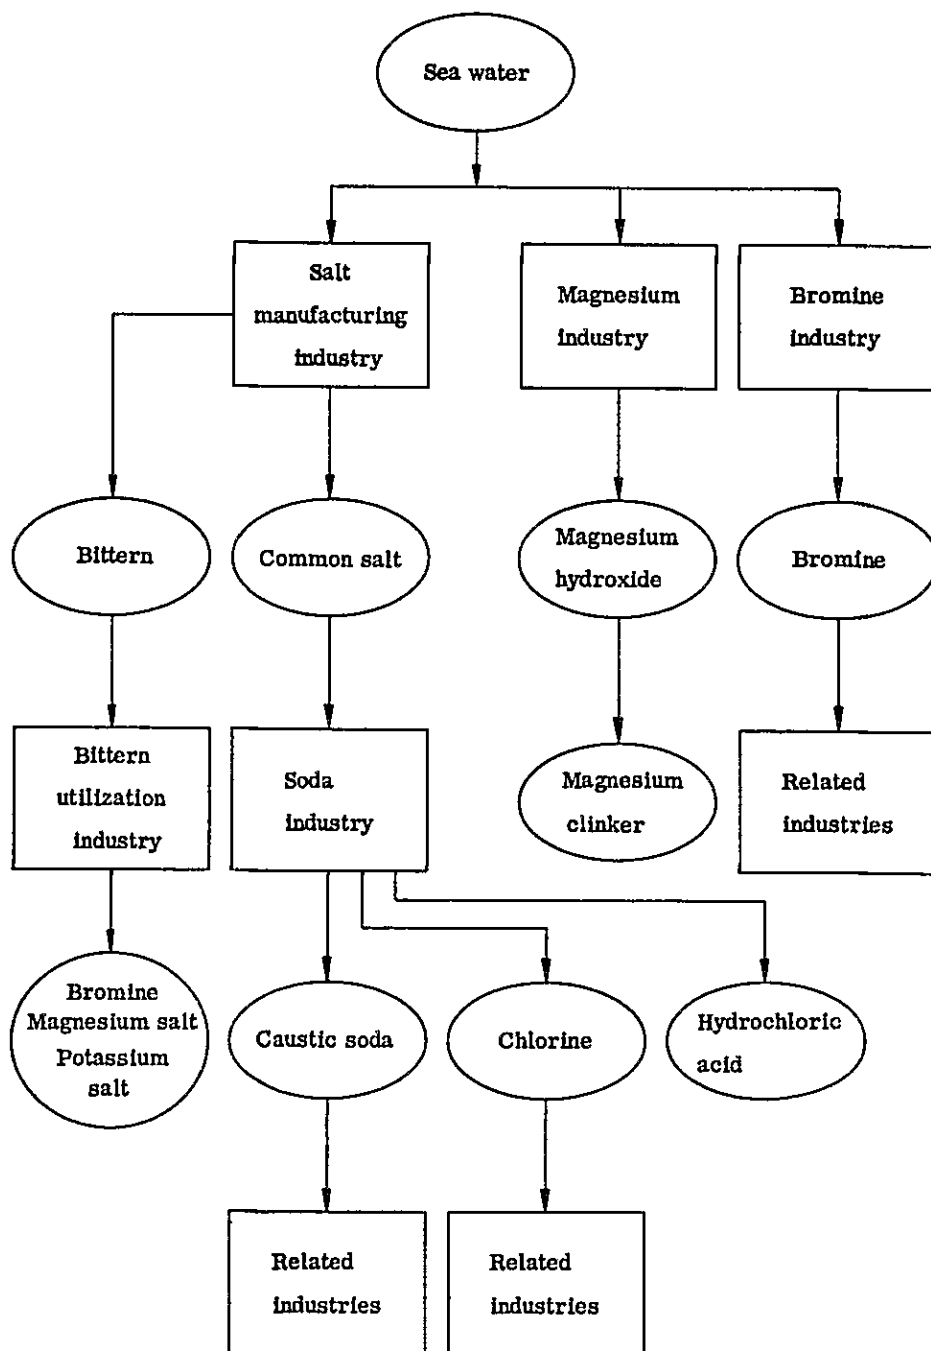 Sea water
Salt
manufacturing
industry
Magnesium
industry
Bromine
industry
Bittern
Common salt
Magnesium
hydroxide
Bromine
Bittern
utilization
industry
Soda
industry
Magnesium
clinker
Related
industries
Bromine
Magnesium salt
Potassium
salt
Caustic soda
Chlorine
Hydrochloric
acid
Related
industries
Related
industries